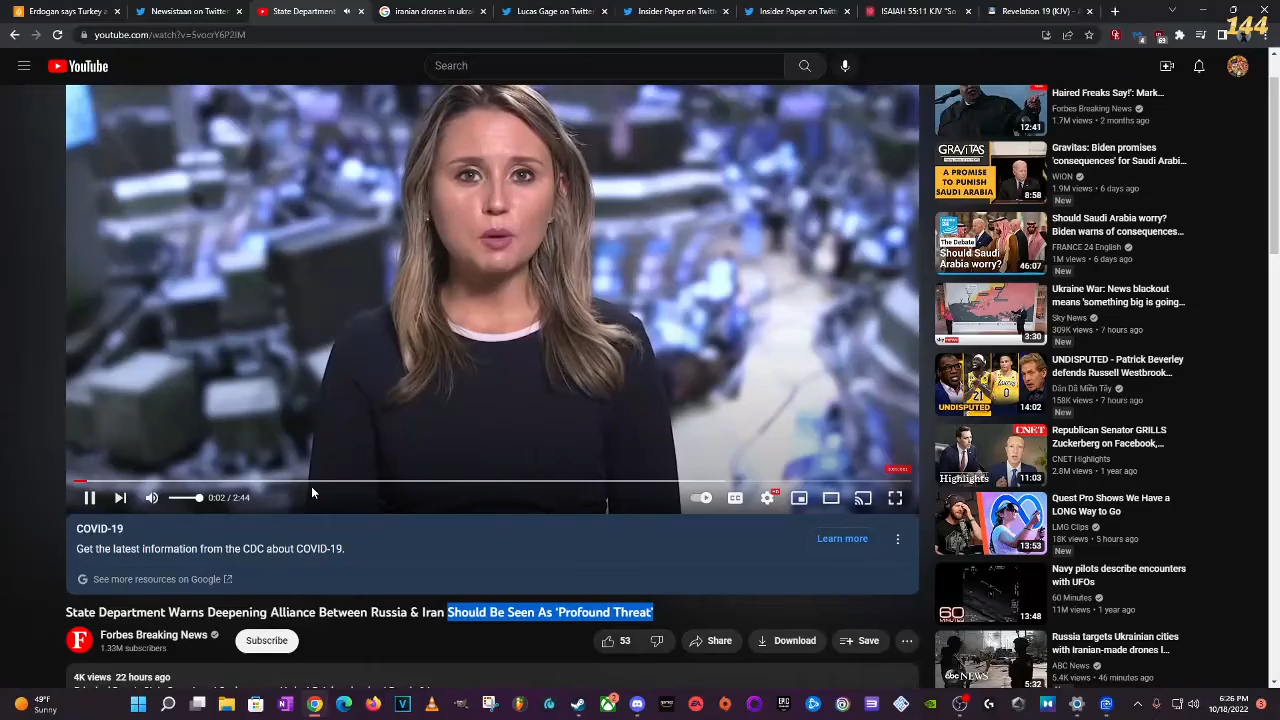 Erdogan says Turkey a
Newsistaan on Twitte
State Department
iranian drones in ukra
Lucas Gage on Twitte
Insider Paper on Twitt
Insider Paper on Twitt
ISAIAH 55:11 KJV "So
Revelation 19 (KJV) -
144
youtube.com/watch?v=5vocrY6P2IM
YouTube
Search
Haired Freaks Say!': Mark...
Forbes Breaking News
1.7M views • 2 months ago
12:41
GRAVITAS
A PROMISE
TO PUNISH
SAUDI ARABIA
8:58
Gravitas: Biden promises
'consequences' for Saudi Arabi...
WION
1.9M views • 6 days ago
New
The Debate
Should Saudi
Arabia worry?
46:07
Should Saudi Arabia worry?
Biden warns of consequences...
FRANCE 24 English
1M views • 6 days ago
New
3:30
Ukraine War: News blackout
means 'something big is going...
Sky News
309K views • 7 hours ago
New
UNDISPUTED
14:02
UNDISPUTED - Patrick Beverley
defends Russell Westbrook...
Dân Dã Miền Tây
158K views • 7 hours ago
New
CNET
Highlights
11:03
Republican Senator GRILLS
Zuckerberg on Facebook,...
CNET Highlights
2.8M views • 1 year ago
13:53
Quest Pro Shows We Have a
LONG Way to Go
LMG Clips
18K views • 5 hours ago
New
60
13:48
Navy pilots describe encounters
with UFOs
60 Minutes
11M views • 1 year ago
abc NEWS
5:32
Russia targets Ukrainian cities
with Iranian-made drones l...
ABC News
5.4K views • 46 minutes ago
0:02 / 2:44
COVID-19
Get the latest information from the CDC about COVID-19.
Learn more
See more resources on Google
State Department Warns Deepening Alliance Between Russia & Iran Should Be Seen As 'Profound Threat'
Forbes Breaking News
1.33M subscribers
Subscribe
53
Share
Download
Save
4K views 22 hours ago
49°F
Sunny
6:26 PM
10/18/2022